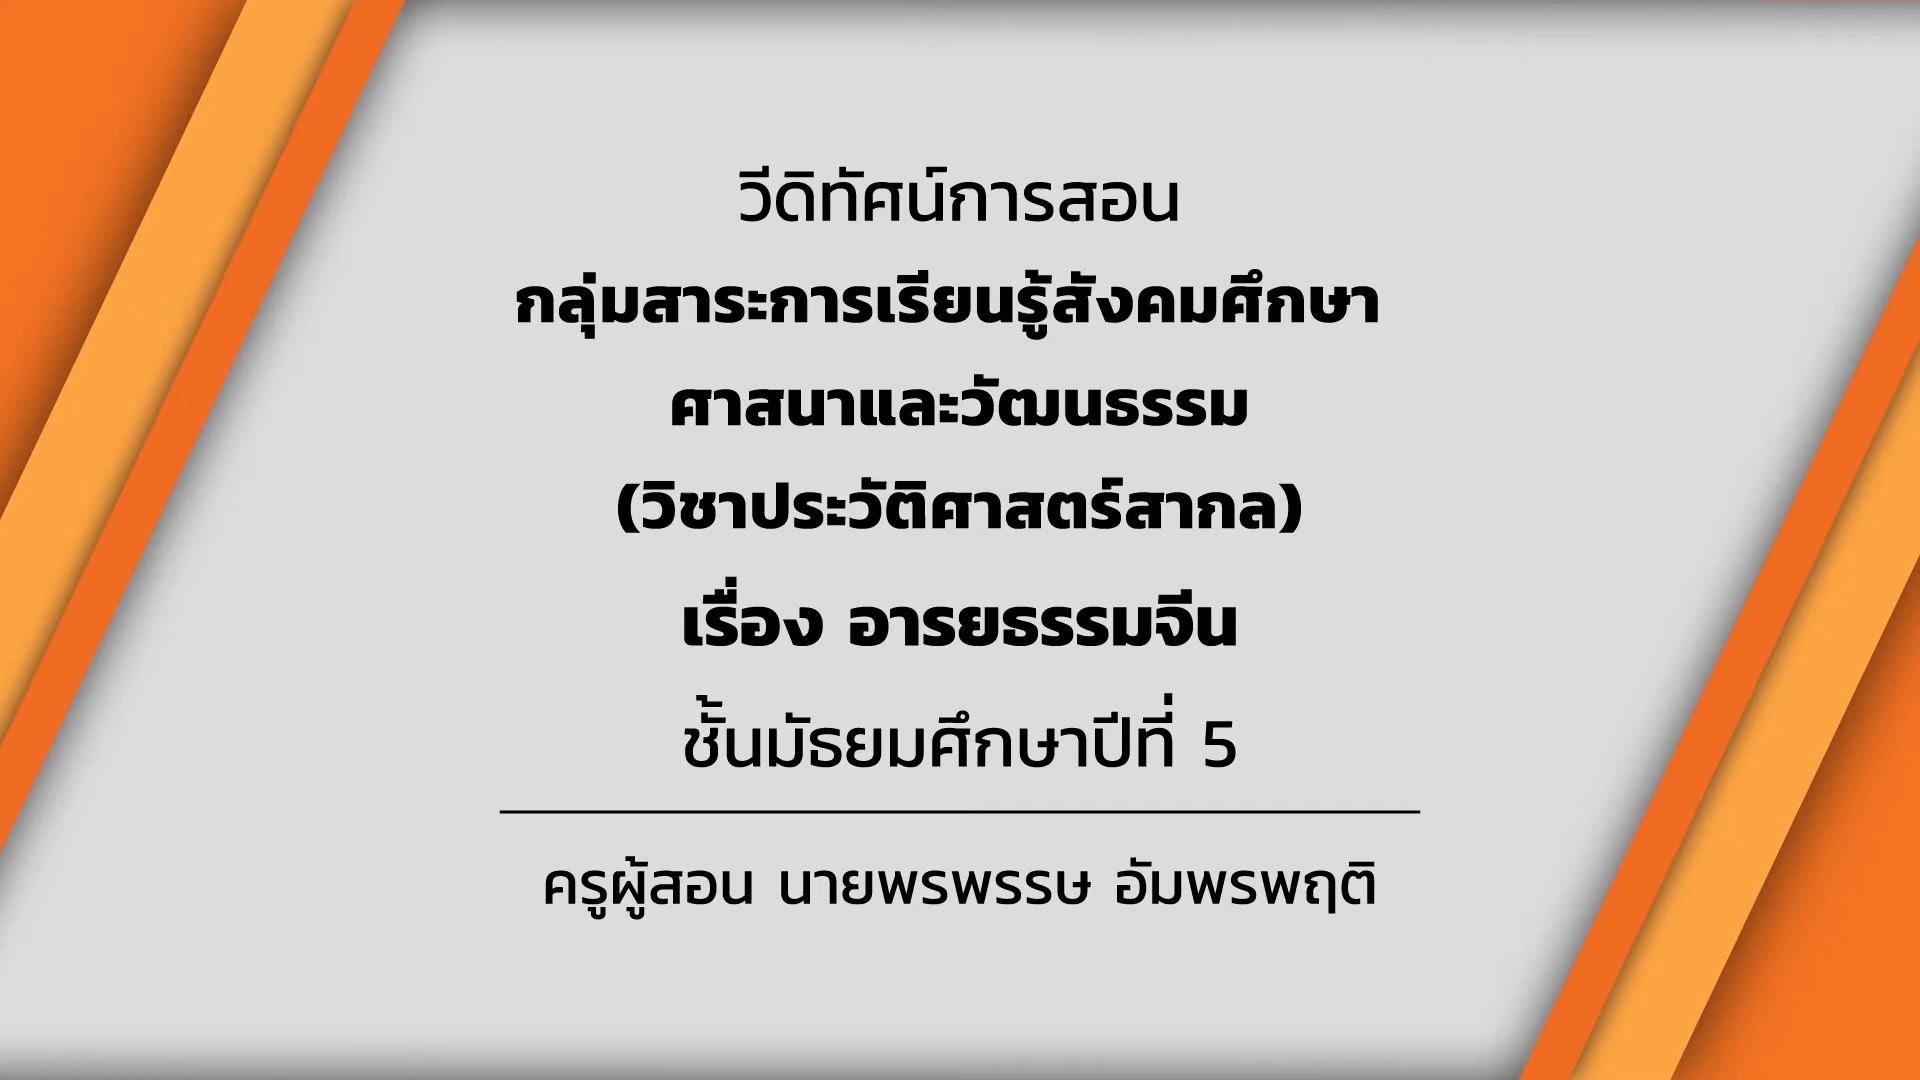 วีดิทัศน์การสอน
กลุ่มสาระการเรียนรู้สังคมศึกษา
ศาสนาและวัฒนธรรม
(วิชาประวัติศาสตร์สากล)
เรื่อง อารยธรรมจีน
ชั้นมัธยมศึกษาปีที่ 5
ครูผู้สอน นายพรพรรษ อัมพรพฤติ